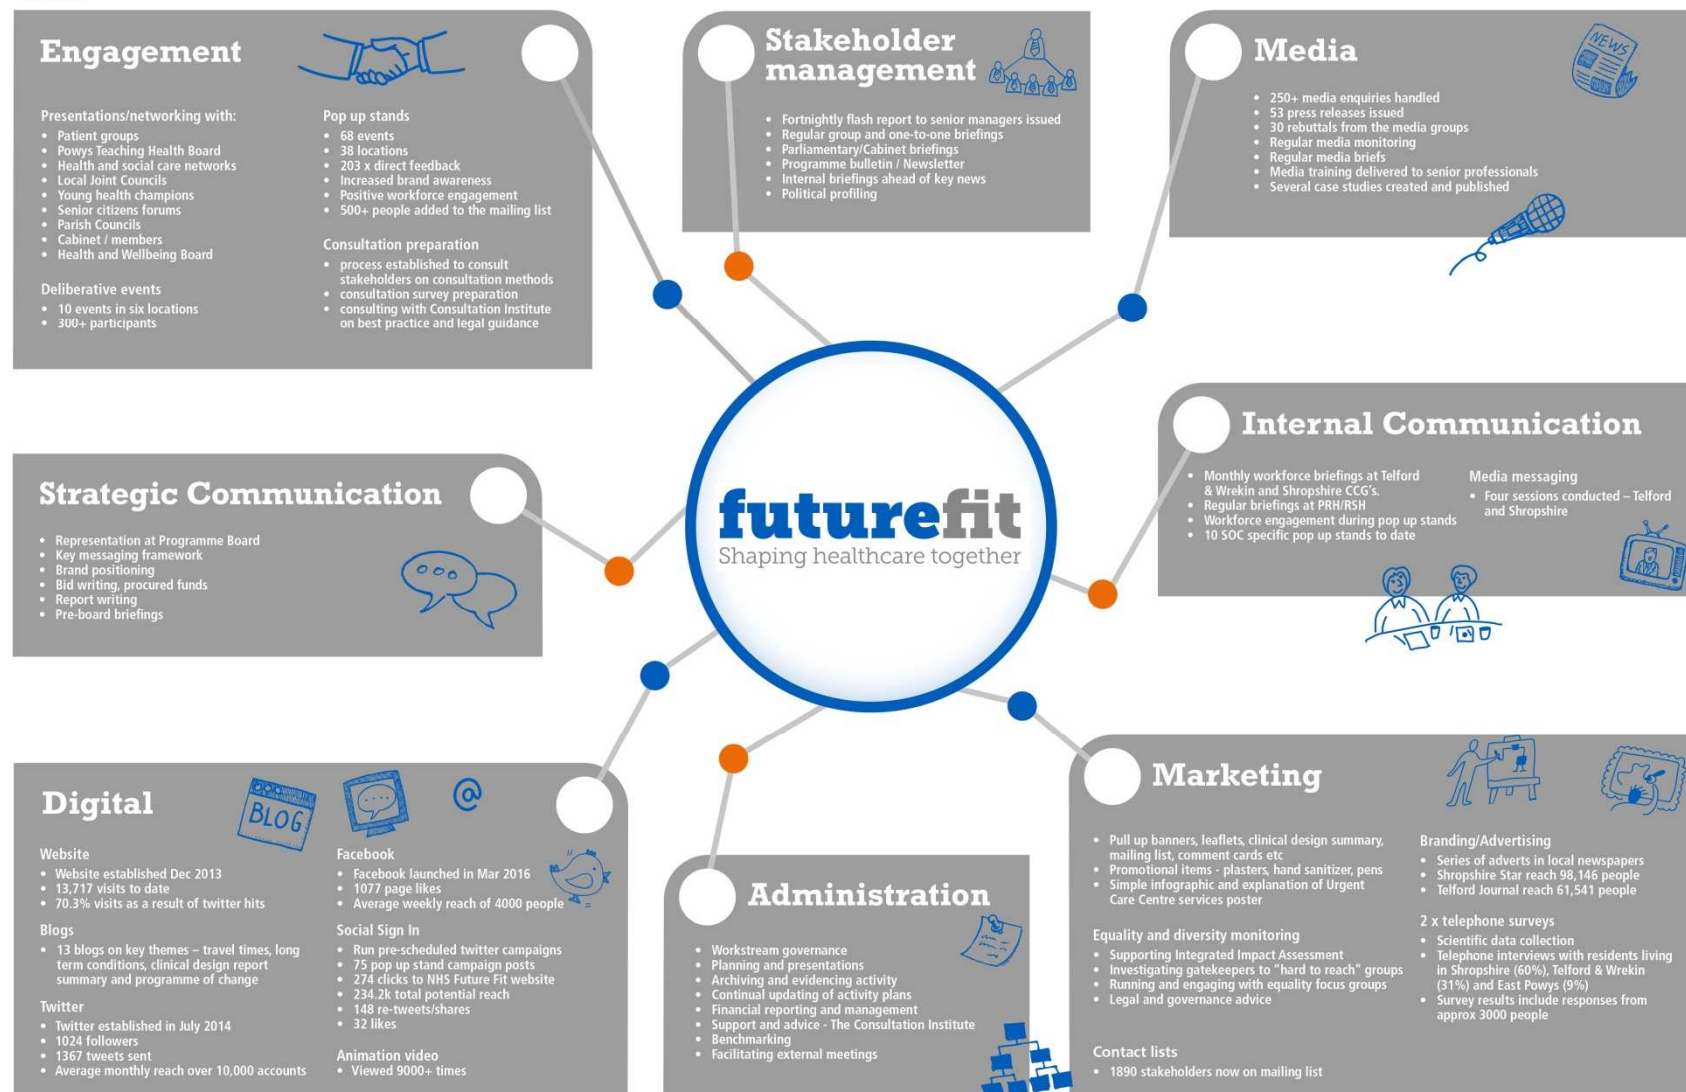 Engagement
Presentations/networking with:
• Patient groups
• Powys Teaching Health Board
• Health and social care networks
• Local Joint Councils
• Young health champions
• Senior citizens forums
• Parish Councils
• Cabinet / members
• Health and Wellbeing Board
Deliberative events
• 10 events in six locations
• 300+ participants
Pop up stands
• 68 events
• 38 locations
• 203 x direct feedback
• Increased brand awareness
• Positive workforce engagement
• 500+ people added to the mailing list
Consultation preparation
• process established to consult
stakeholders on consultation methods
• consultation survey preparation
• consulting with Consultation Institute
on best practice and legal guidance
Stakeholder
management
• Fortnightly flash report to senior managers issued
• Regular group and one-to-one briefings
• Parliamentary/Cabinet briefings
• Programme bulletin / Newsletter
• Internal briefings ahead of key news
• Political profiling
Media
NEWS
• 250+ media enquiries handled
• 53 press releases issued
• 30 rebuttals from the media groups
• Regular media monitoring
• Regular media briefs
• Media training delivered to senior professionals
• Several case studies created and published
Strategic Communication
• Representation at Programme Board
• Key messaging framework
• Brand positioning
• Bid writing, procured funds
• Report writing
• Pre-board briefings
futurefit
Shaping healthcare together
Internal Communication
• Monthly workforce briefings at Telford
& Wrekin and Shropshire CCG's.
• Regular briefings at PRH/RSH
• Workforce engagement during pop up stands
• 10 SOC specific pop up stands to date
Media messaging
• Four sessions conducted – Telford
and Shropshire
Digital
BLOG
@
Website
• Website established Dec 2013
• 13,717 visits to date
• 70.3% visits as a result of twitter hits
Blogs
• 13 blogs on key themes – travel times, long
term conditions, clinical design report
summary and programme of change
Twitter
• Twitter established in July 2014
• 1024 followers
• 1367 tweets sent
• Average monthly reach over 10,000 accounts
Facebook
• Facebook launched in Mar 2016
• 1077 page likes
• Average weekly reach of 4000 people
Social Sign In
• Run pre-scheduled twitter campaigns
• 75 pop up stand campaign posts
• 274 clicks to NHS Future Fit website
• 234.2k total potential reach
• 148 re-tweets/shares
• 32 likes
Animation video
• Viewed 9000+ times
Administration
• Workstream governance
• Planning and presentations
• Archiving and evidencing activity
• Continual updating of activity plans
• Financial reporting and management
• Support and advice - The Consultation Institute
• Benchmarking
• Facilitating external meetings
Marketing
• Pull up banners, leaflets, clinical design summary,
mailing list, comment cards etc
• Promotional items - plasters, hand sanitizer, pens
• Simple infographic and explanation of Urgent
Care Centre services poster
Equality and diversity monitoring
• Supporting Integrated Impact Assessment
• Investigating gatekeepers to "hard to reach" groups
• Running and engaging with equality focus groups
• Legal and governance advice
Contact lists
• 1890 stakeholders now on mailing list
Branding/Advertising
• Series of adverts in local newspapers
• Shropshire Star reach 98,146 people
• Telford Journal reach 61,541 people
2 x telephone surveys
• Scientific data collection
• Telephone interviews with residents living
in Shropshire (60%), Telford & Wrekin
(31%) and East Powys (9%)
• Survey results include responses from
approx 3000 people